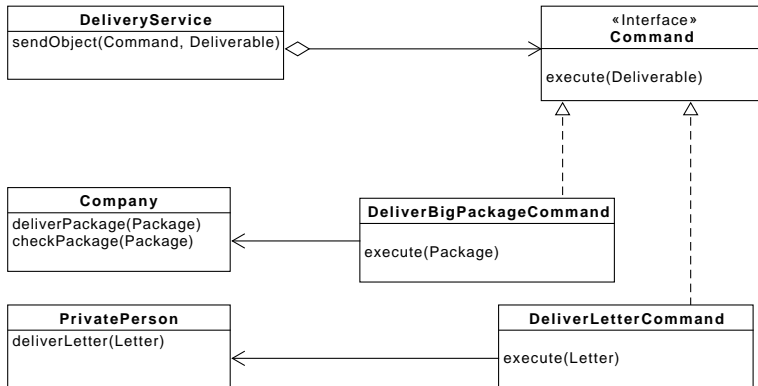 DeliveryService
sendObject(Command, Deliverable)
«Interface»
Command
execute(Deliverable)
Company
deliverPackage(Package)
checkPackage(Package)
DeliverBigPackageCommand
execute(Package)
PrivatePerson
deliverLetter(Letter)
DeliverLetterCommand
execute(Letter)